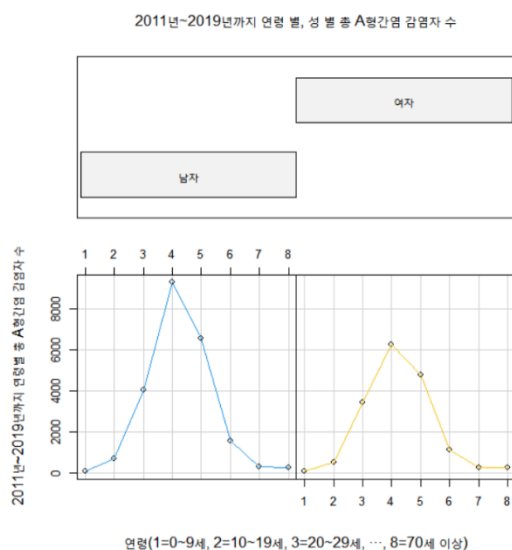 2011년~2019년까지 연령 별, 성 별 총 A형간염 감염자 수
여자
남자
1 2 3 4 5 6 7 8
2011년~2019년까지 연령별 총 A형간염 감염자 수
8000
6000
4000
2000
0
1 2 3 4 5 6 7 8
연령(1=0~9세, 2=10~19세, 3=20~29세, ⋯, 8=70세 이상)